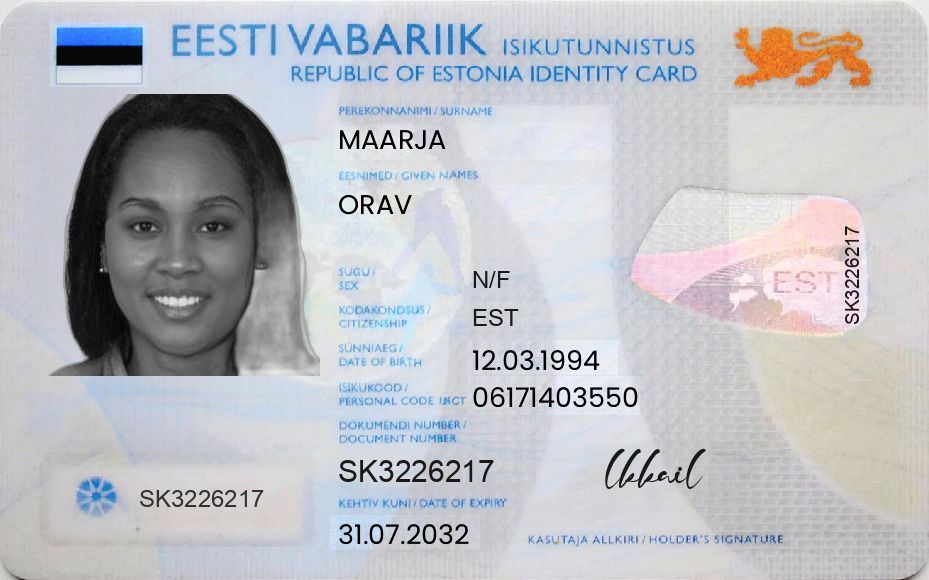 EESTI VABARIIK ISIKUTUNNISTUS
REPUBLIC OF ESTONIA IDENTITY CARD
PEREKONNANIMI / SURNAME
MAARJA
EESNIMED / GIVEN NAMES
ORAV
SUGU /
SEX
N/F
KODAKONDSUS /
CITIZENSHIP
EST
SÜNNIAEG /
DATE OF BIRTH
12.03.1994
ISIKUKOOD /
PERSONAL CODE
06171403550
DOKUMENDI NUMBER /
DOCUMENT NUMBER
SK3226217
KEHTIV KUNI / DATE OF EXPIRY
31.07.2032
KASUTAJA ALLKIRI / HOLDER'S SIGNATURE
SK3226217
EST
SK3226217